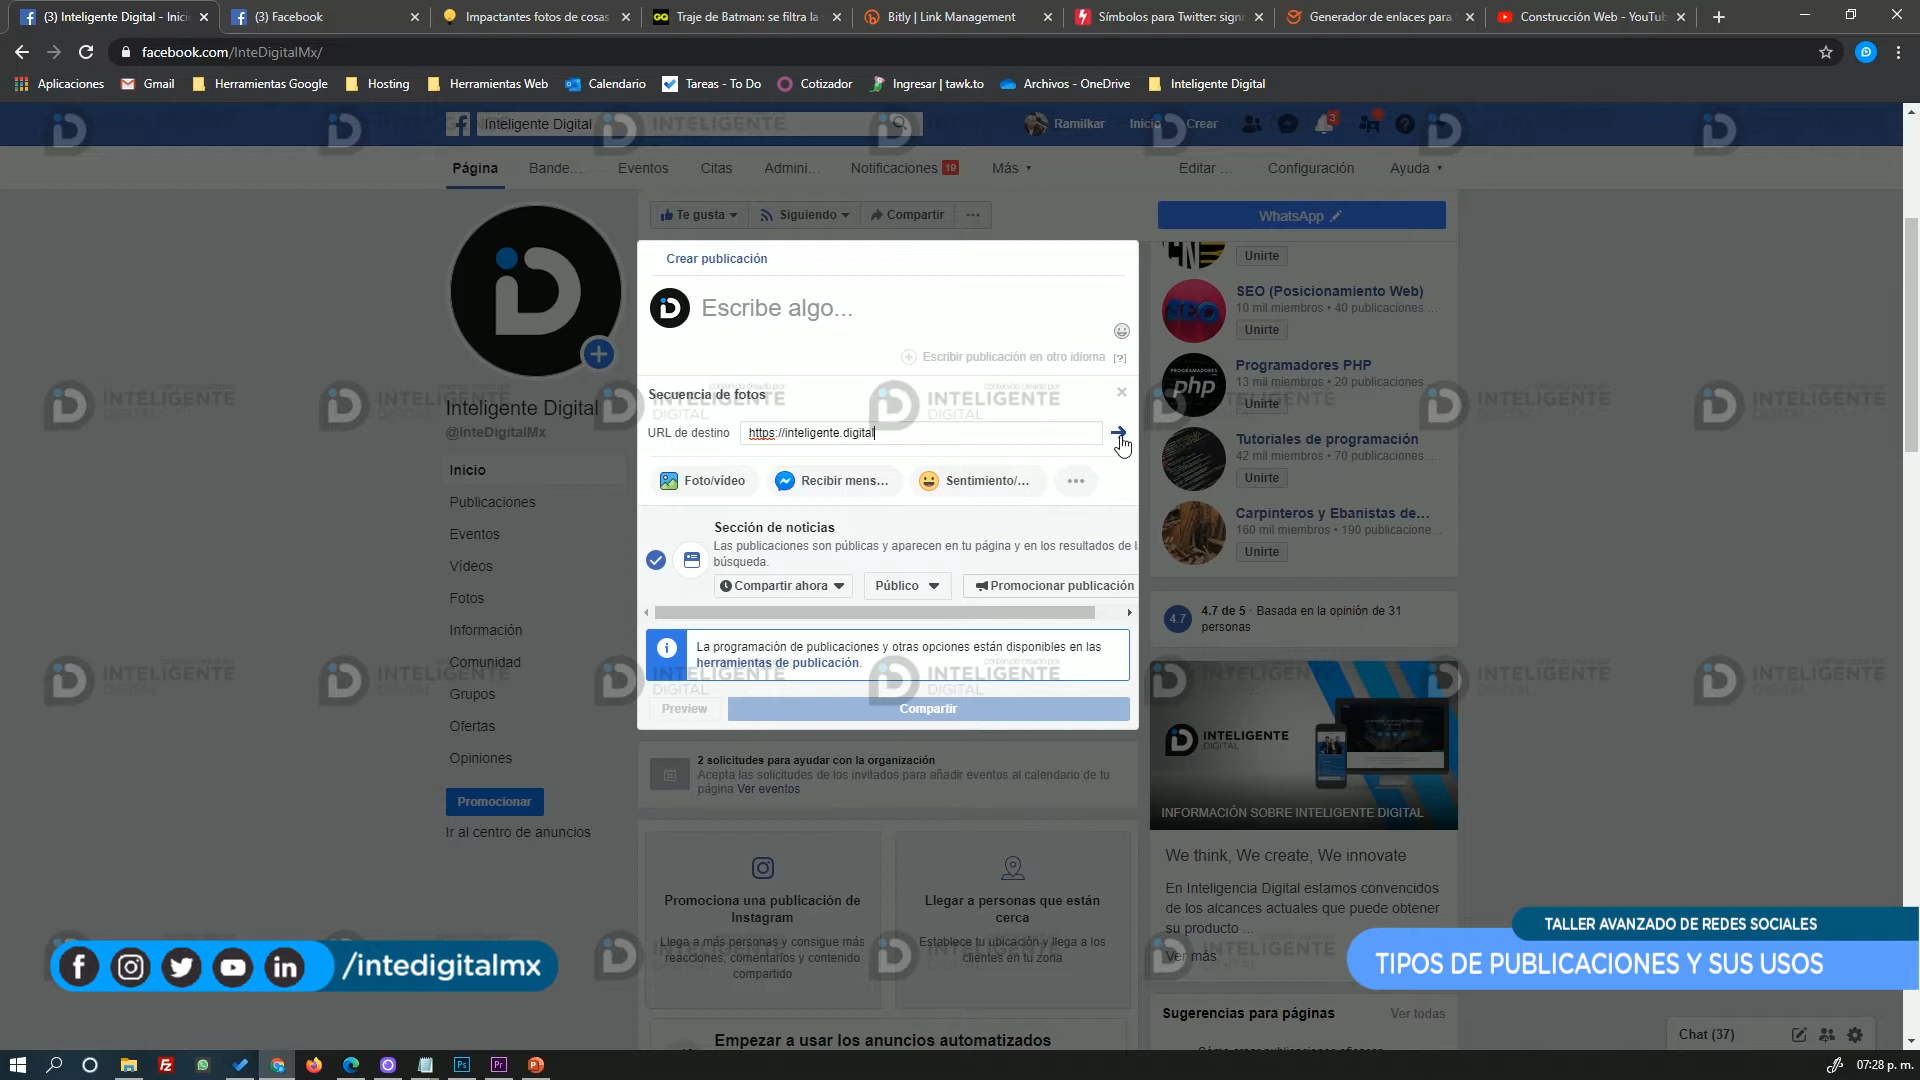 (3) Inteligente Digital - Inici
(3) Facebook
Impactantes fotos de cosas
Traje de Batman: se filtra la
Bitly | Link Management
Símbolos para Twitter: sign
Generador de enlaces para
Construcción Web - YouTub
facebook.com/InteDigitalMx/
Aplicaciones
Gmail
Herramientas Google
Hosting
Herramientas Web
Calendario
Tareas - To Do
Cotizador
Ingresar | tawk.to
Archivos - OneDrive
Inteligente Digital
Inteligente Digital
Ramilkar
Inicio
Crear
3
Página
Bande...
Eventos
Citas
Admini...
Notificaciones 19
Más
Editar ...
Configuración
Ayuda
Te gusta
Siguiendo
Compartir
WhatsApp
Crear publicación
Escribe algo...
Escribir publicación en otro idioma [?]
Secuencia de fotos
URL de destino
https://inteligente.digital
Foto/vídeo
Recibir mens...
Sentimiento/...
Sección de noticias
Las publicaciones son públicas y aparecen en tu página y en los resultados de
búsqueda.
Compartir ahora
Público
Promocionar publicación
La programación de publicaciones y otras opciones están disponibles en las
herramientas de publicación.
Preview
Compartir
Inteligente Digital
@InteDigitalMx
Inicio
Publicaciones
Eventos
Vídeos
Fotos
Información
Comunidad
Grupos
Ofertas
Opiniones
Promocionar
Ir al centro de anuncios
2 solicitudes para ayudar con la organización
Acepta las solicitudes de los invitados para añadir eventos al calendario de tu
página Ver eventos
Promociona una publicación de
Instagram
Llega a más personas y consigue más
reacciones, comentarios y contenido
compartido
Llegar a personas que están
cerca
Establece tu ubicación y llega a los
clientes en tu zona
Empezar a usar los anuncios automatizados
Unirte
SEO
SEO (Posicionamiento Web)
10 mil miembros • 40 publicaciones ...
Unirte
PROGRAMADORES
php
Programadores PHP
13 mil miembros • 20 publicaciones
Unirte
Tutoriales de programación
42 mil miembros • 70 publicaciones...
Unirte
Carpinteros y Ebanistas de...
160 mil miembros • 190 publicacione...
Unirte
4.7
4.7 de 5 · Basada en la opinión de 31
personas
INTELIGENTE
DIGITAL
INFORMACIÓN SOBRE INTELIGENTE DIGITAL
We think, We create, We innovate
En Inteligencia Digital estamos convencidos
de los alcances actuales que puede obtener
su producto ...
Ver más
Sugerencias para páginas
Ver todas
Chat (37)
/intedigitalmx
TALLER AVANZADO DE REDES SOCIALES
TIPOS DE PUBLICACIONES Y SUS USOS
07:28 p. m.